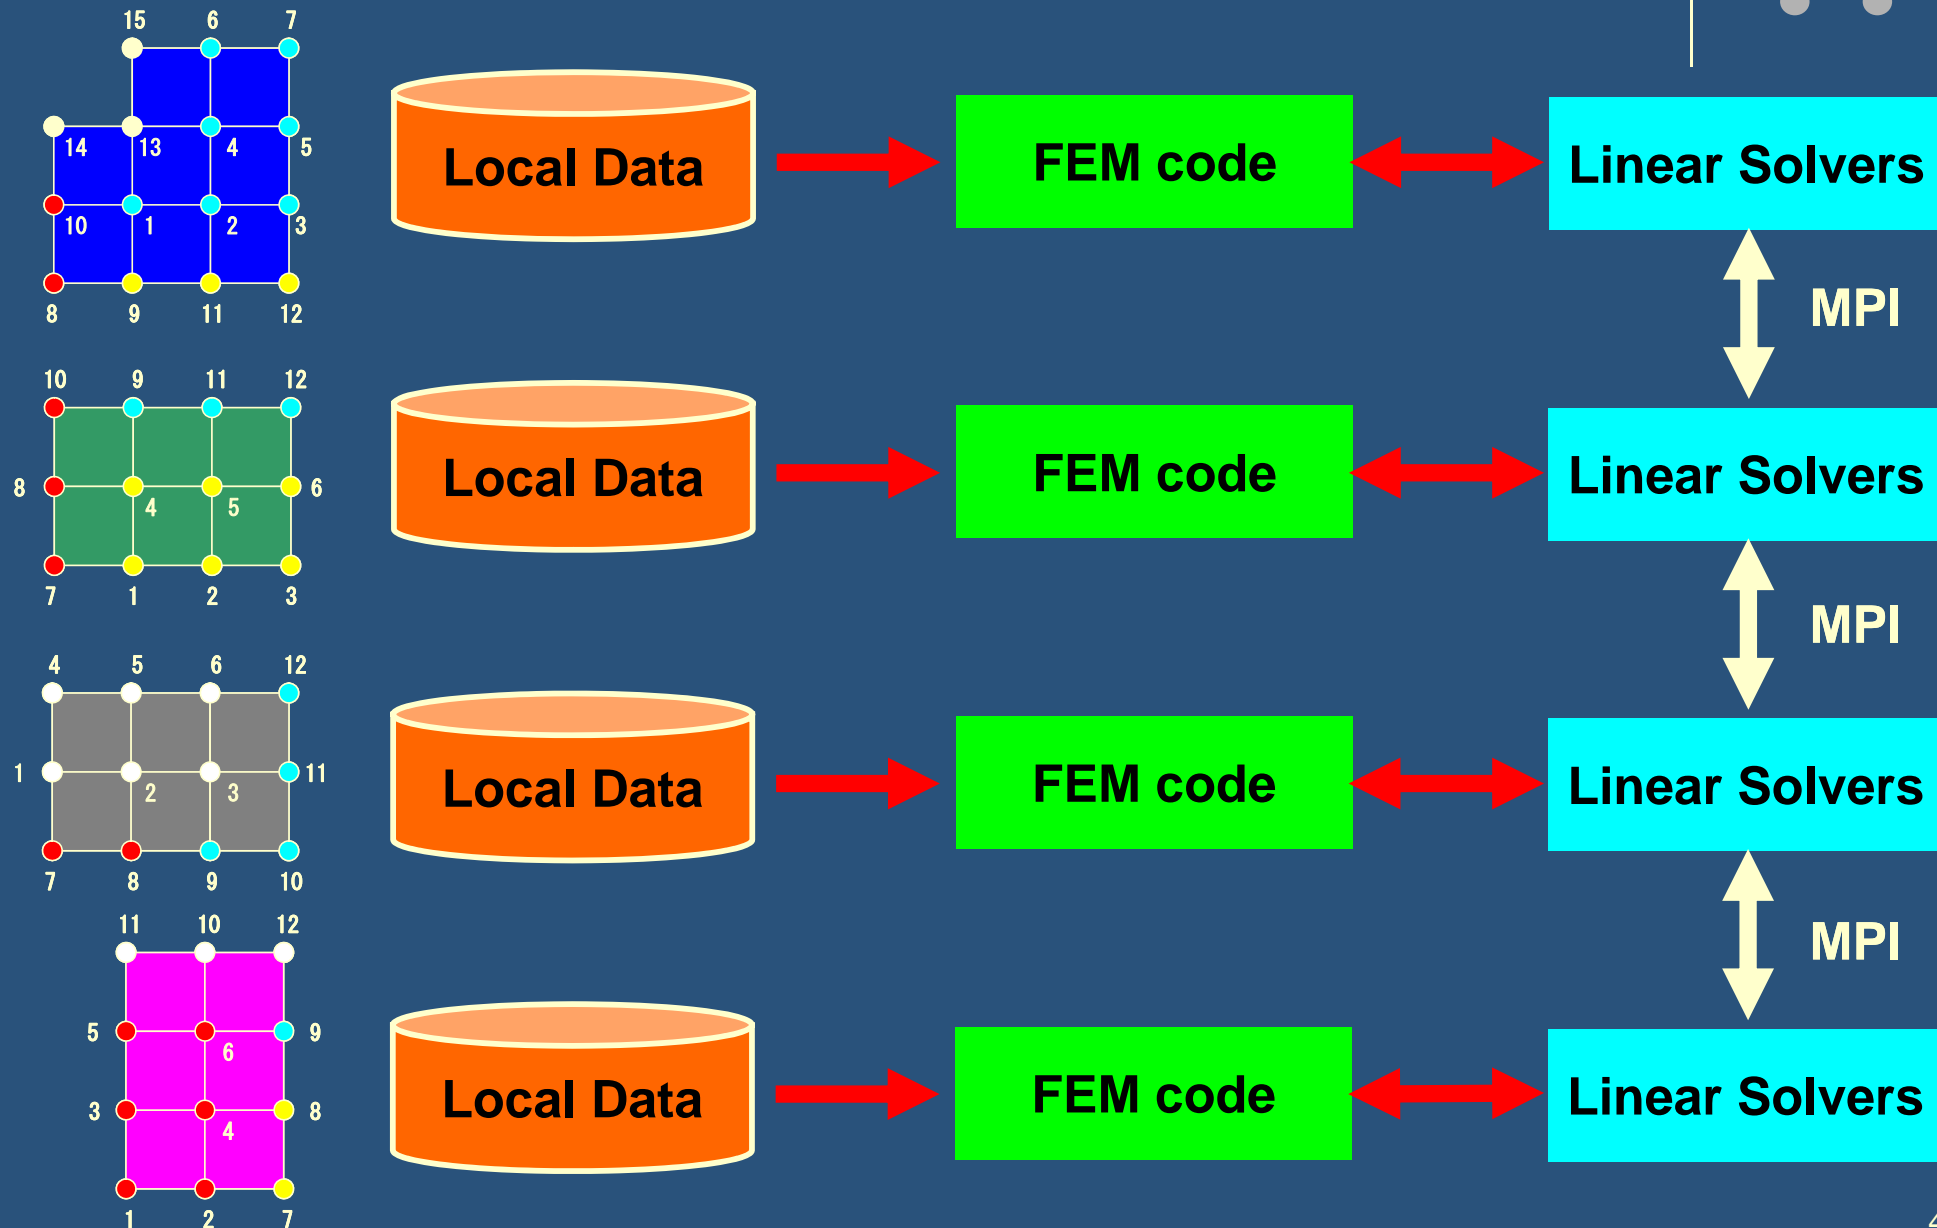 15 6 7
14 13 4 5
10 1 2 3
8 9 11 12
Local Data
FEM code
Linear Solvers
MPI
10 9 11 12
8 4 5 6
7 1 2 3
Local Data
FEM code
Linear Solvers
MPI
4 5 6 12
1 2 3 11
7 8 9 10
Local Data
FEM code
Linear Solvers
MPI
11 10 12
5 6 9
3 4 8
1 2 7
Local Data
FEM code
Linear Solvers